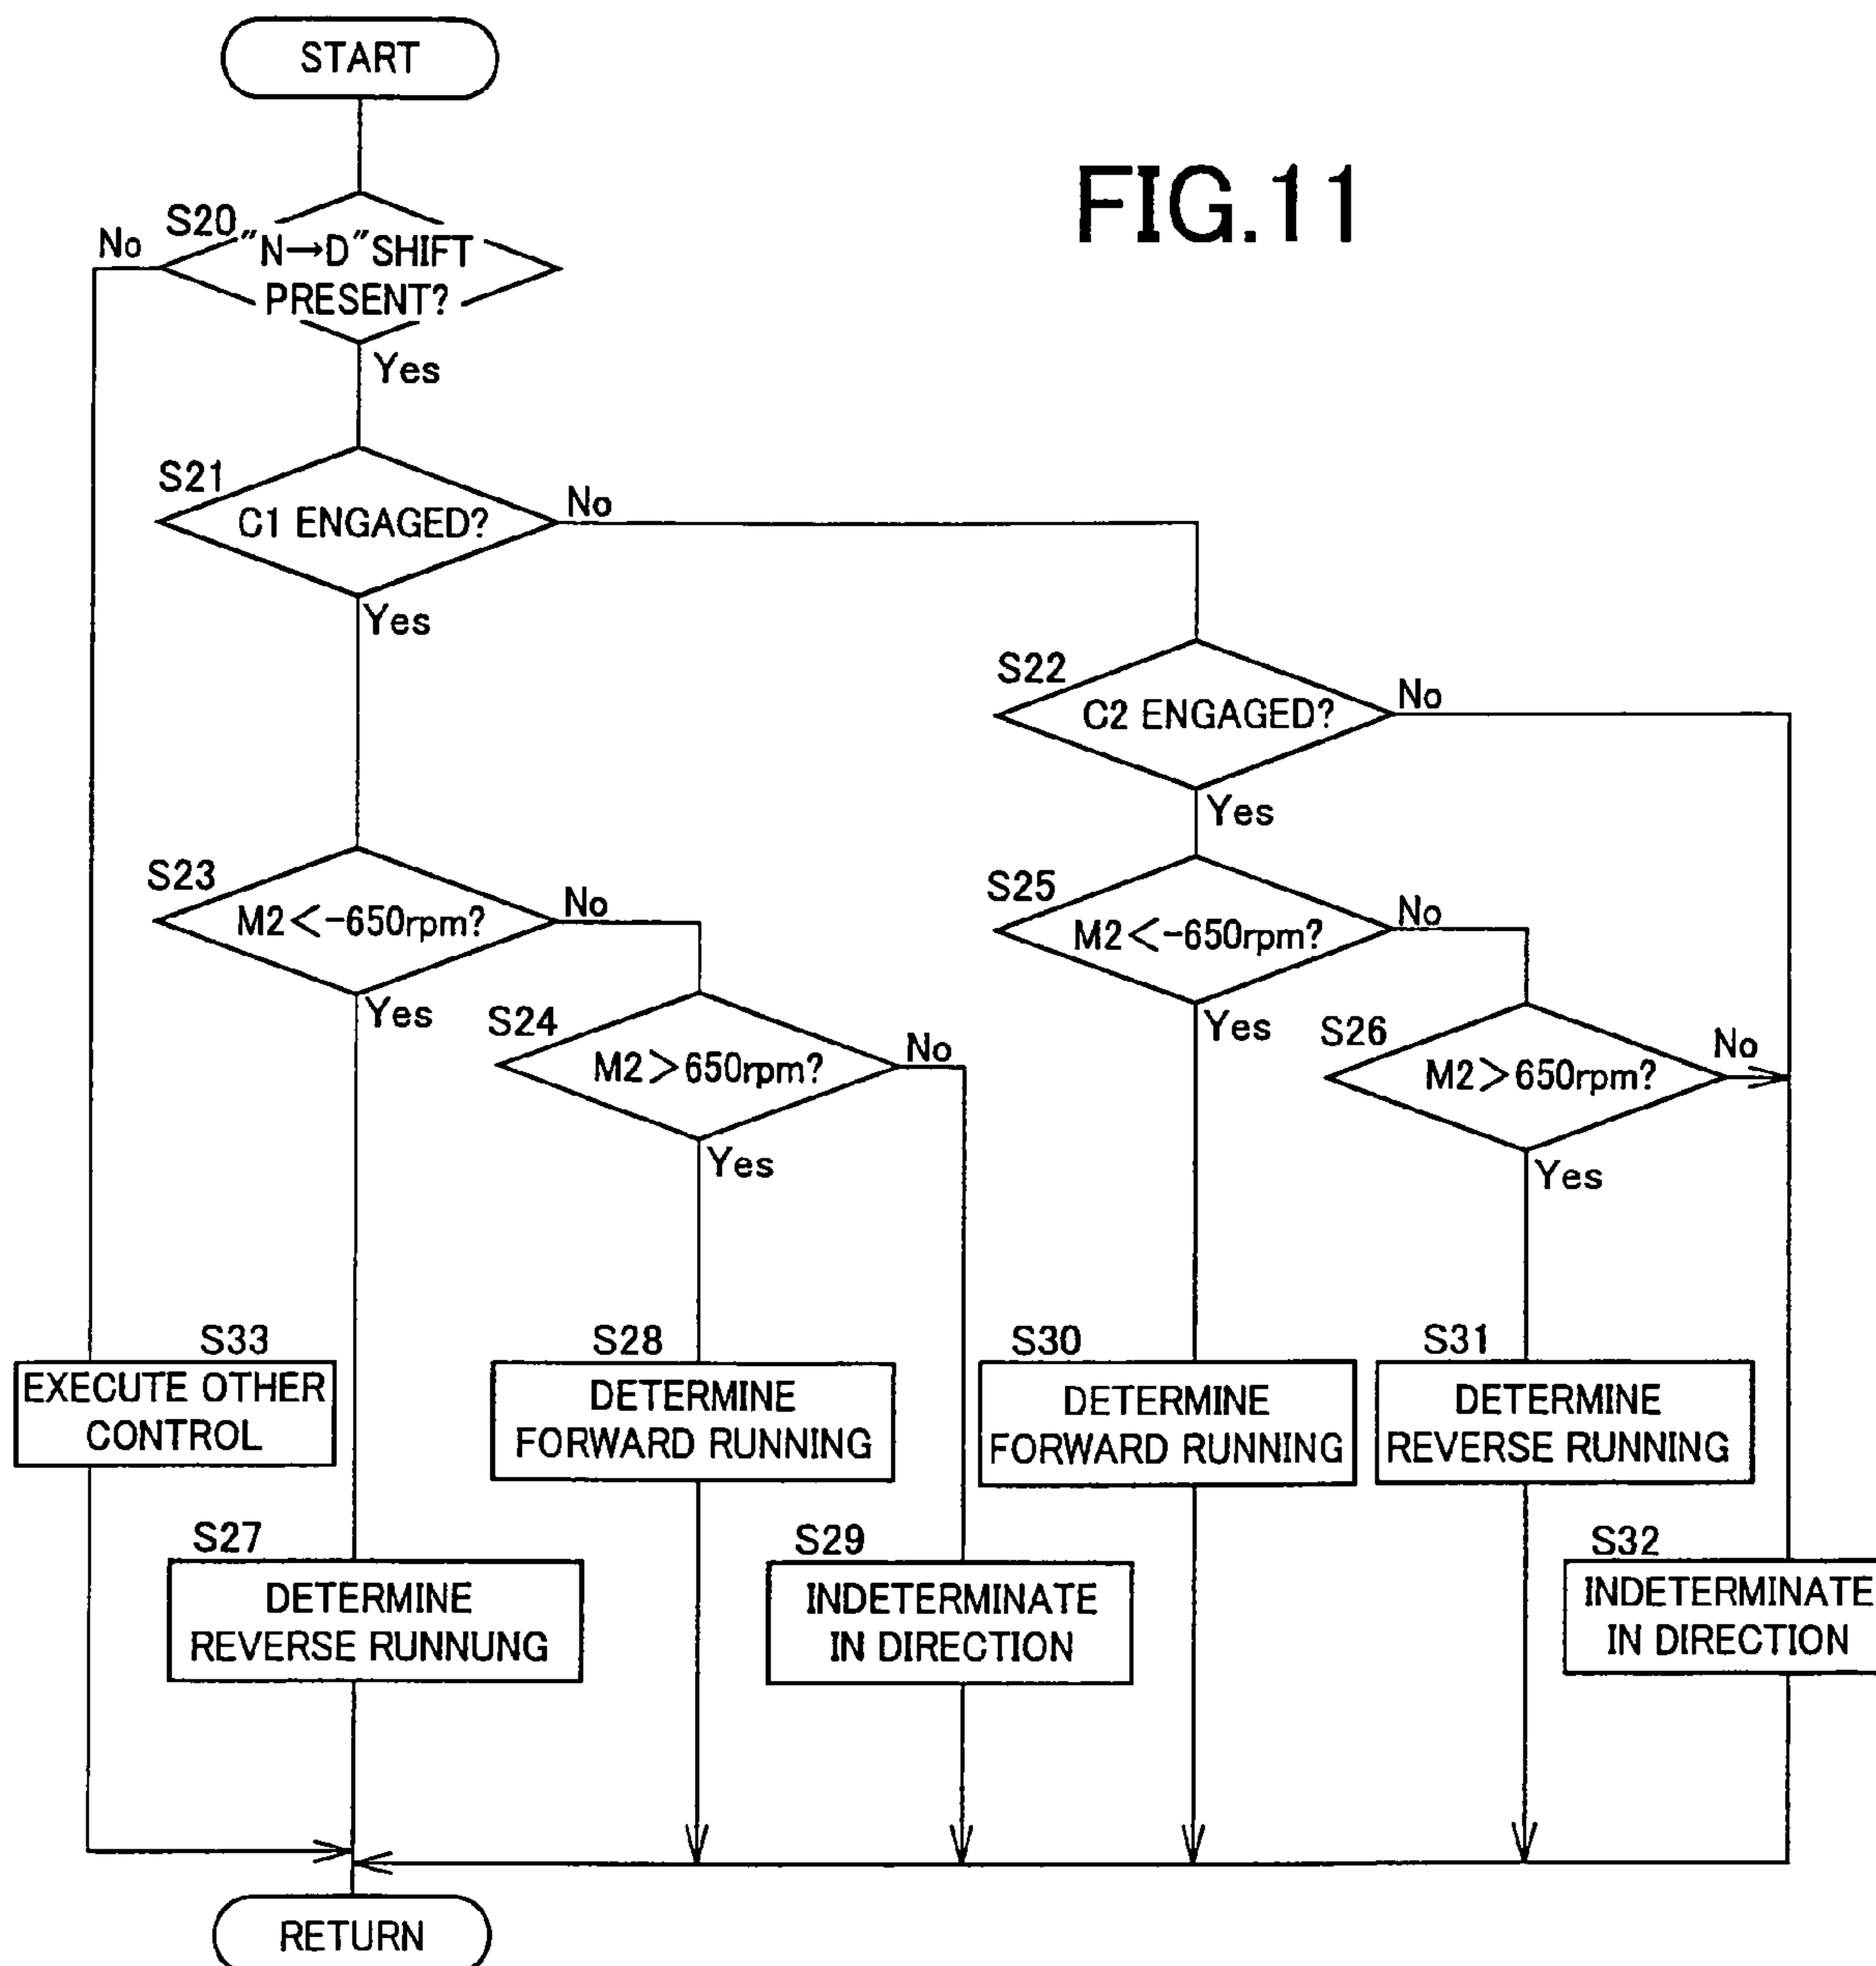 START
FIG.11
S20
"N→D" SHIFT
PRESENT?
No
Yes
S21
C1 ENGAGED?
No
Yes
S22
C2 ENGAGED?
No
Yes
S23
M2<-650rpm?
No
Yes
S25
M2<-650rpm?
No
Yes
S24
M2>650rpm?
No
Yes
S26
M2>650rpm?
No
Yes
S33
EXECUTE OTHER
CONTROL
S28
DETERMINE
FORWARD RUNNING
S30
DETERMINE
FORWARD RUNNING
S31
DETERMINE
REVERSE RUNNING
S27
DETERMINE
REVERSE RUNNUNG
S29
INDETERMINATE
IN DIRECTION
S32
INDETERMINATE
IN DIRECTION
RETURN